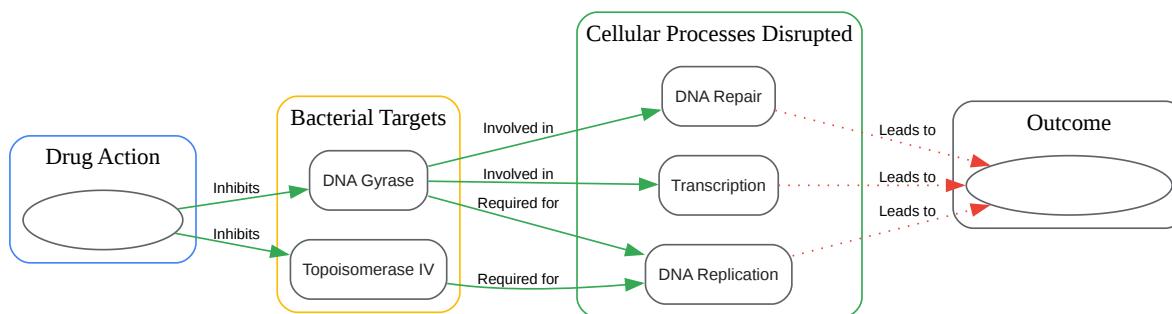 Drug Action
Inhibits
Inhibits
Bacterial Targets
DNA Gyrase
Topoisomerase IV
Involved in
Involved in
Required for
Required for
Cellular Processes Disrupted
DNA Repair
Transcription
DNA Replication
Leads to
Leads to
Leads to
Outcome